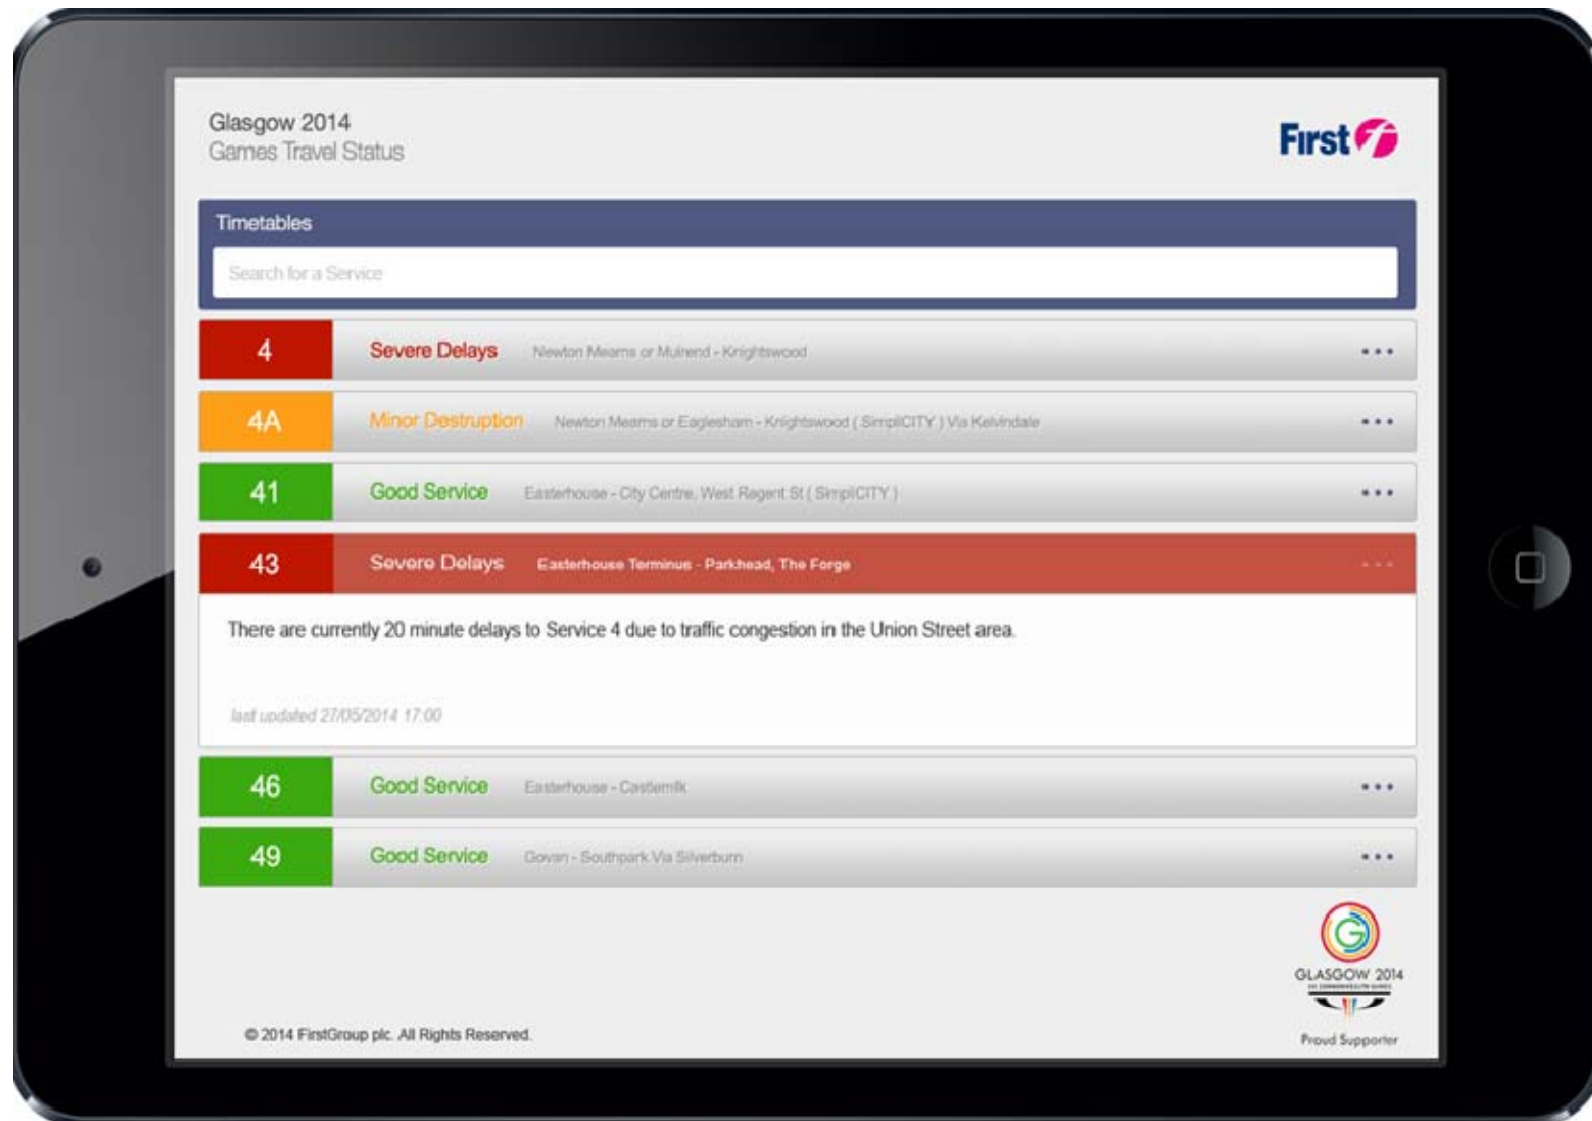 Glasgow 2014
Games Travel Status
First
Timetables
Search for a Service
4 Severe Delays Newton Mearns or Muirend - Knightswood
4A Minor Destruption Newton Mearns or Eaglesham - Knightswood ( SimpliCITY ) Via Kelvindale
41 Good Service Easterhouse - City Centre, West Regent St ( SimpliCITY )
43 Severe Delays Easterhouse Terminus - Parkhead, The Forge
There are currently 20 minute delays to Service 4 due to traffic congestion in the Union Street area.
last updated 27/05/2014 17:00
46 Good Service Easterhouse - Castlemilk
49 Good Service Govan - Southpark Via Silverburn
GLASGOW 2014
XX COMMONWEALTH GAMES
Proud Supporter
© 2014 FirstGroup plc. All Rights Reserved.